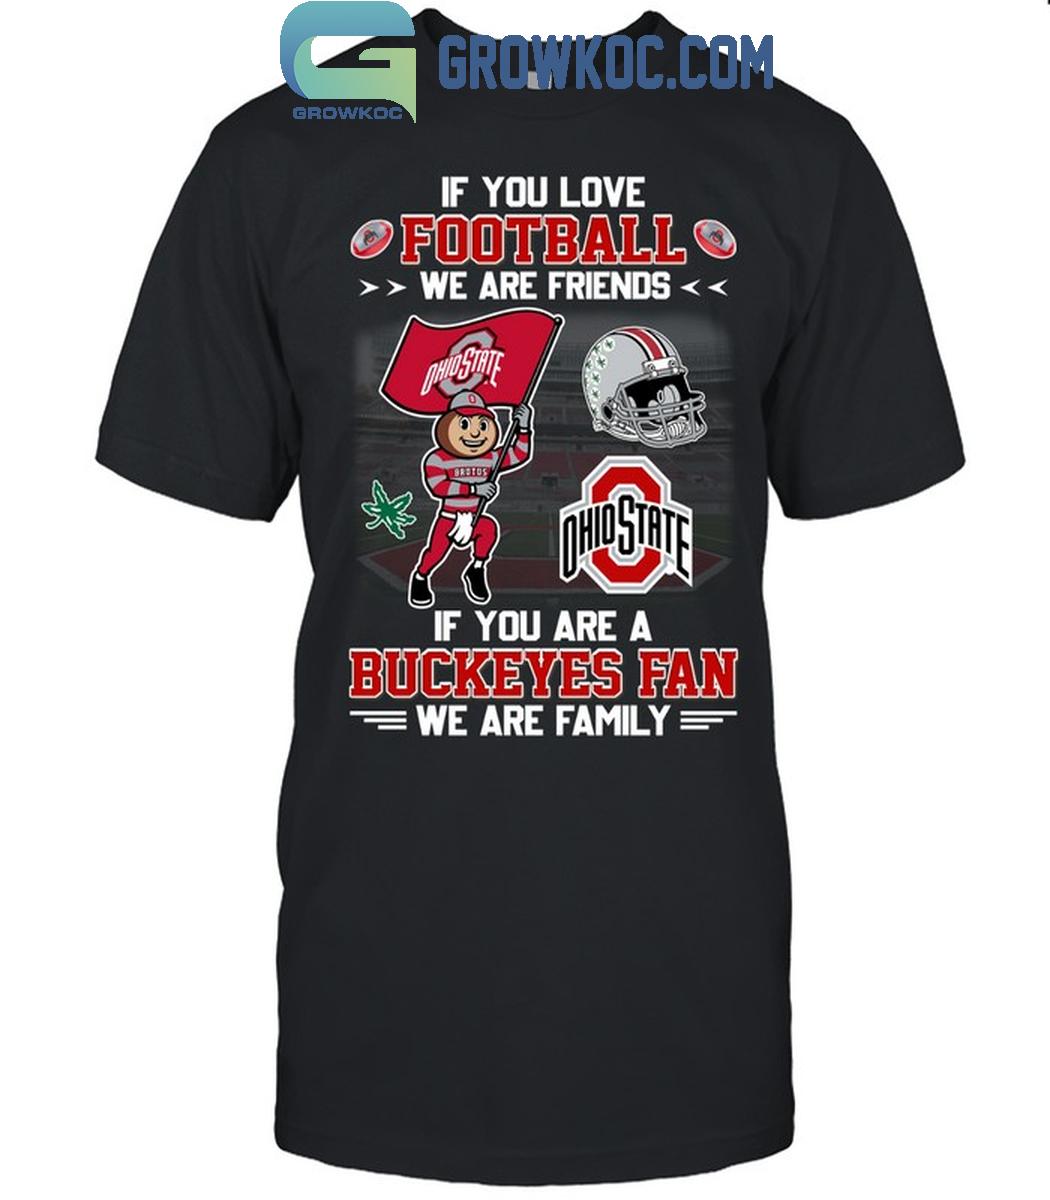 GROWKOC.COM
GROWKOC
IF YOU LOVE
FOOTBALL
WE ARE FRIENDS
OHIO STATE
O
BRUTUS
OHIO STATE
IF YOU ARE A
BUCKEYES FAN
WE ARE FAMILY